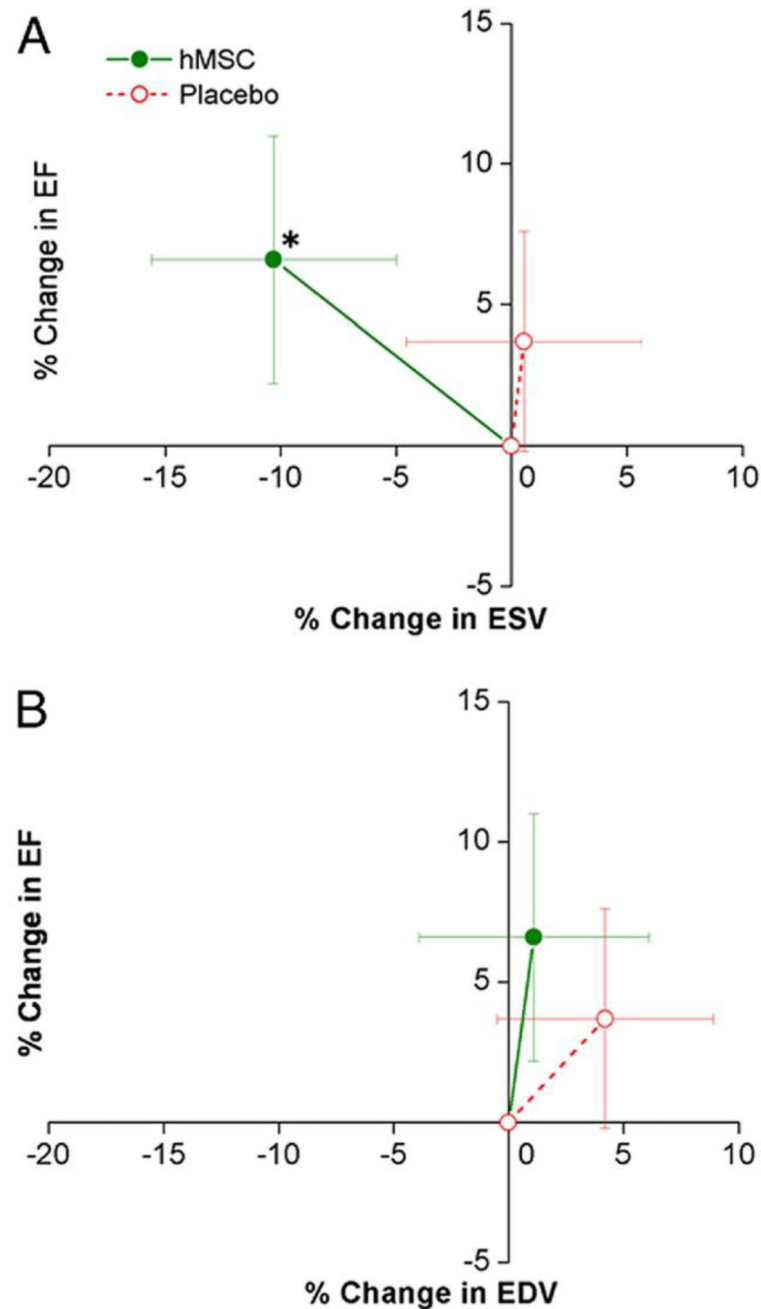 A
hMSC
Placebo
15
10
5
-5
% Change in EF
-20 -15 -10 -5 0 5 10
% Change in ESV
*
B
15
10
5
-5
% Change in EF
-20 -15 -10 -5 0 5 10
% Change in EDV